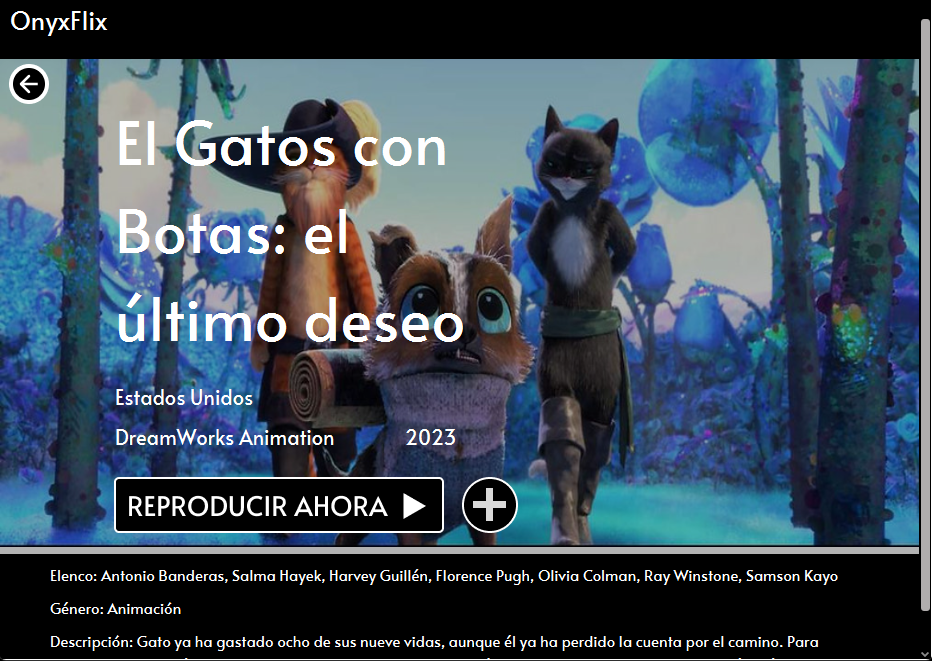 OnyxFlix
El Gatos con
Botas: el
último deseo
Estados Unidos
DreamWorks Animation 2023
REPRODUCIR AHORA
Elenco: Antonio Banderas, Salma Hayek, Harvey Guillén, Florence Pugh, Olivia Colman, Ray Winstone, Samson Kayo
Género: Animación
Descripción: Gato ya ha gastado ocho de sus nueve vidas, aunque él ya ha perdido la cuenta por el camino. Para